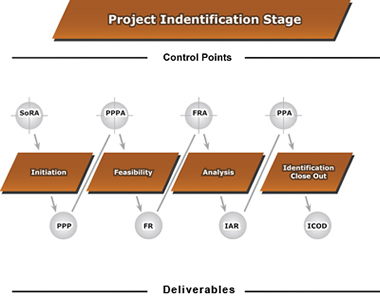 Project Indentification Stage
Control Points
SoRA
PPPA
FRA
PPA
Initiation
Feasibility
Analysis
Identification
Close Out
PPP
FR
IAR
ICOD
Deliverables